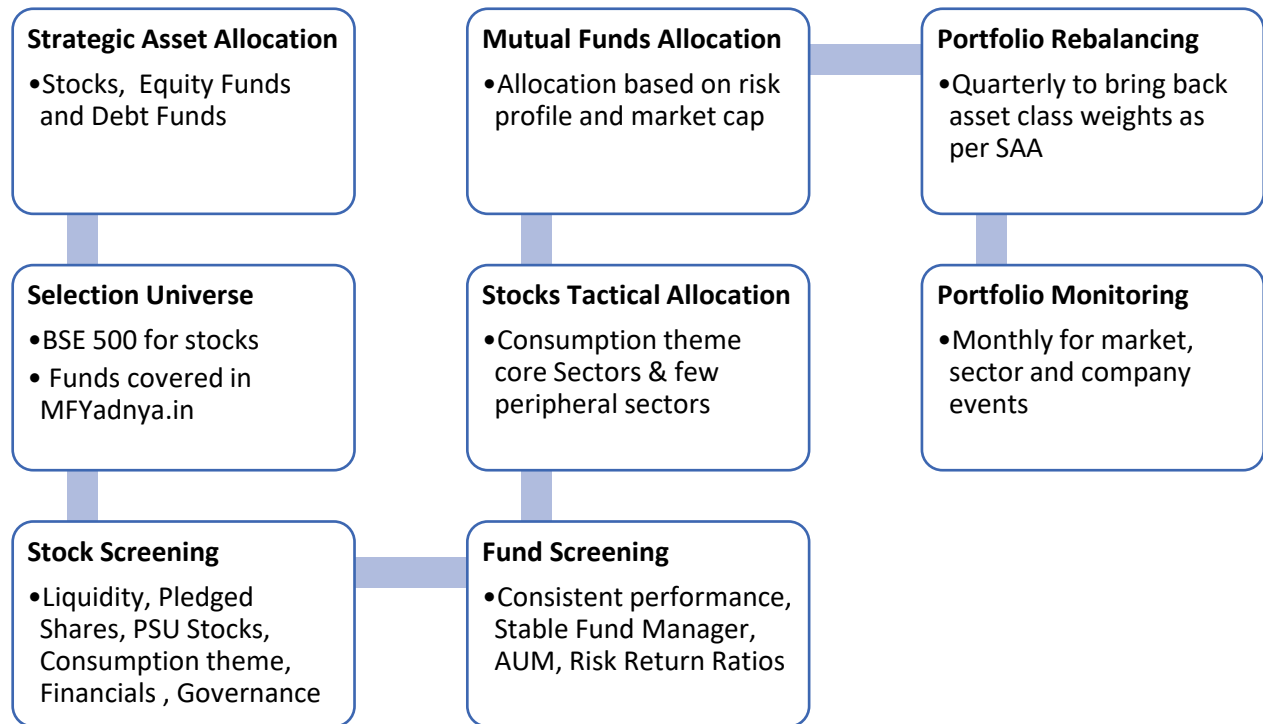 Strategic Asset Allocation
•Stocks, Equity Funds
and Debt Funds
Selection Universe
•BSE 500 for stocks
• Funds covered in
MFYadnya.in
Stock Screening
•Liquidity, Pledged
Shares, PSU Stocks,
Consumption theme,
Financials , Governance
Fund Screening
•Consistent performance,
Stable Fund Manager,
AUM, Risk Return Ratios
Stocks Tactical Allocation
•Consumption theme
core Sectors & few
peripheral sectors
Mutual Funds Allocation
•Allocation based on risk
profile and market cap
Portfolio Rebalancing
•Quarterly to bring back
asset class weights as
per SAA
Portfolio Monitoring
•Monthly for market,
sector and company
events